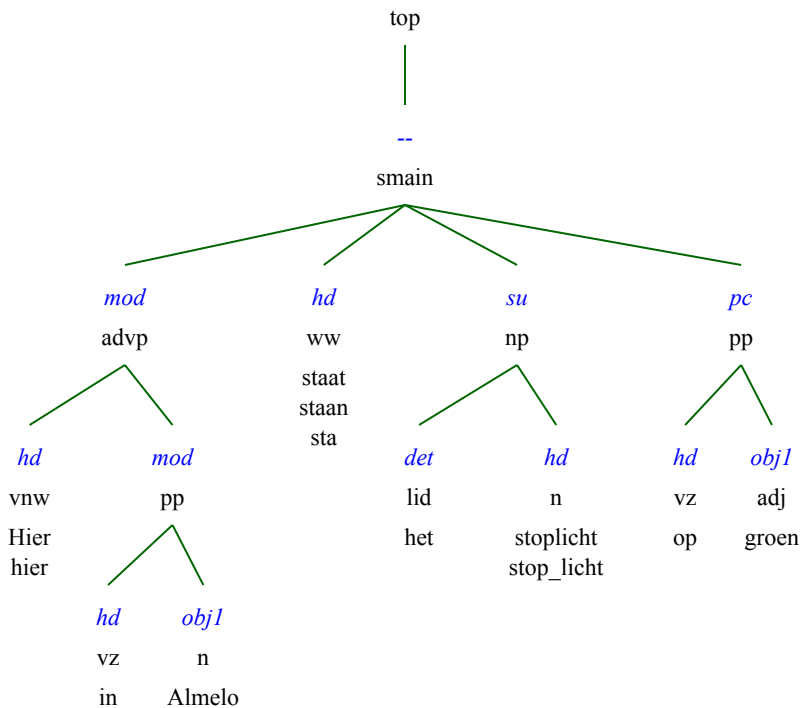 top
--
smain
mod hd su pc
advp ww np pp
staat
staan
sta
hd mod det hd hd obj1
vnw pp lid n vz adj
Hier het stoplicht op groen
hier stop_licht
hd obj1
vz n
in Almelo